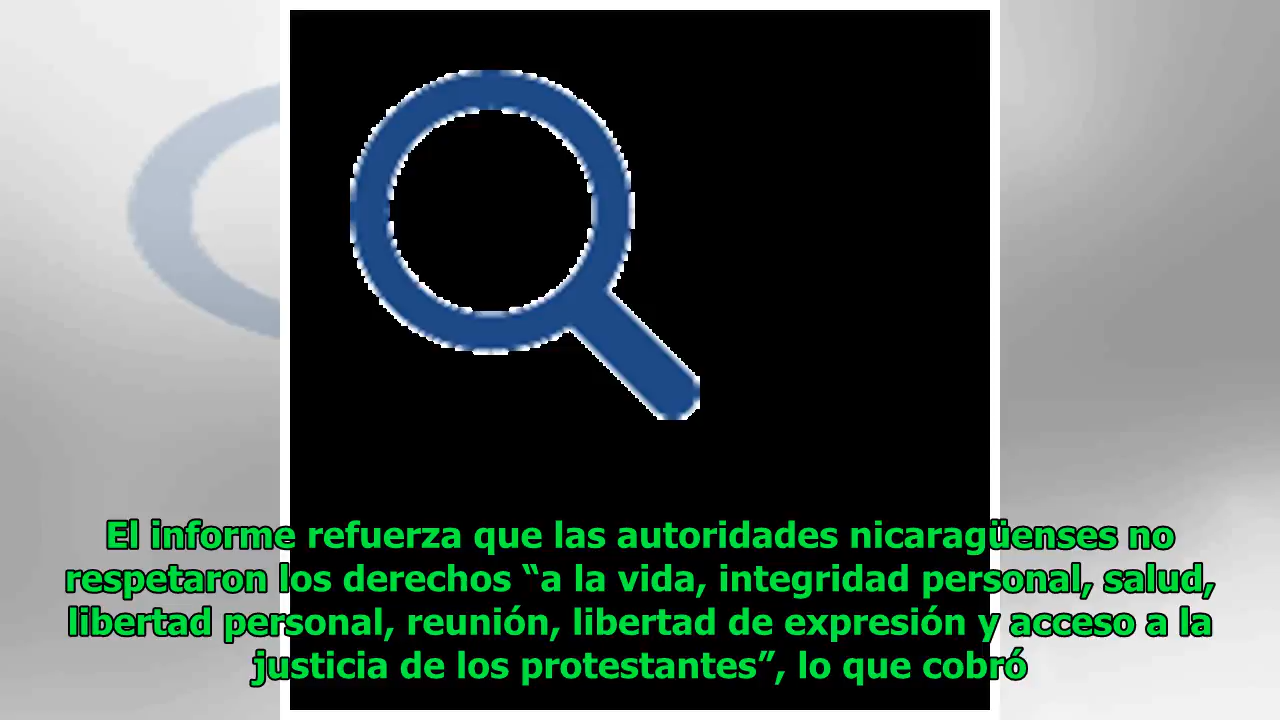 El informe refuerza que las autoridades nicaragüenses no
respetaron los derechos “a la vida, integridad personal, salud,
libertad personal, reunión, libertad de expresión y acceso a la
justicia de los protestantes”, lo que cobró